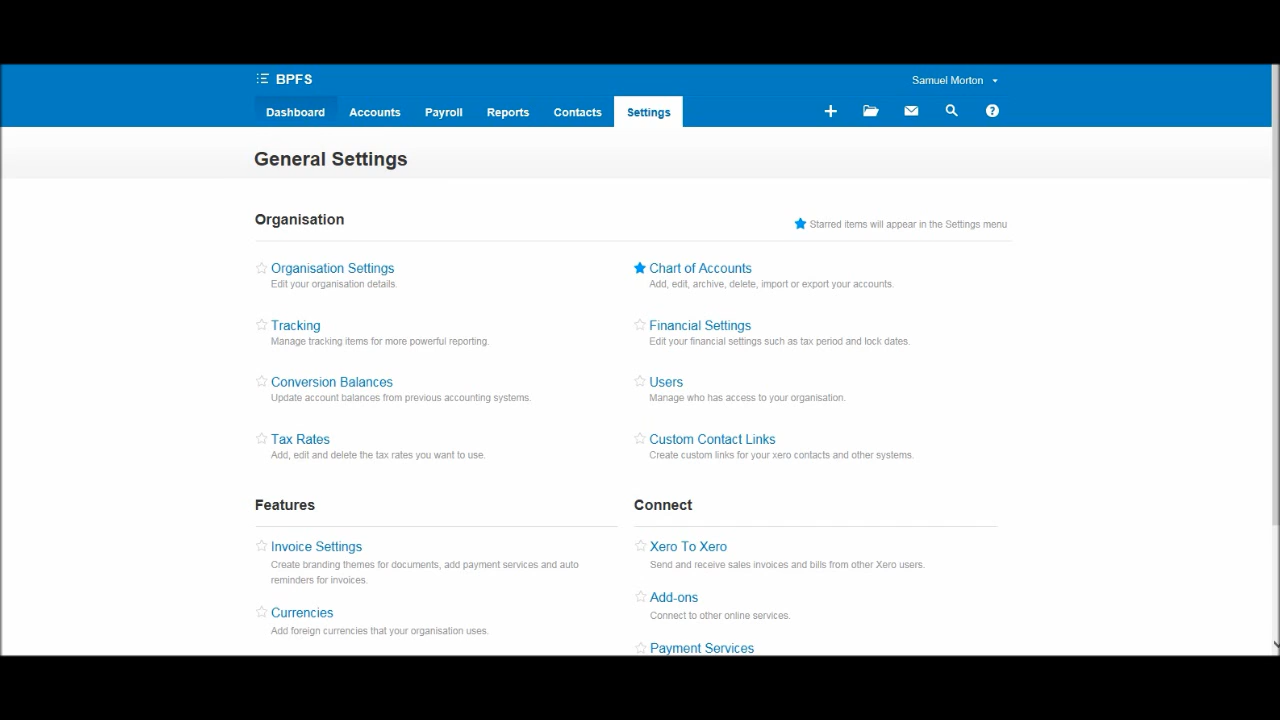 BPFS
Samuel Morton
Dashboard Accounts Payroll Reports Contacts Settings
General Settings
Organisation
Starred items will appear in the Settings menu
Organisation Settings
Edit your organisation details.
Chart of Accounts
Add, edit, archive, delete, import or export your accounts.
Tracking
Manage tracking items for more powerful reporting.
Financial Settings
Edit your financial settings such as tax period and lock dates.
Conversion Balances
Update account balances from previous accounting systems.
Users
Manage who has access to your organisation.
Tax Rates
Add, edit and delete the tax rates you want to use.
Custom Contact Links
Create custom links for your xero contacts and other systems.
Features
Invoice Settings
Create branding themes for documents, add payment services and auto
reminders for invoices.
Currencies
Add foreign currencies that your organisation uses.
Connect
Xero To Xero
Send and receive sales invoices and bills from other Xero users.
Add-ons
Connect to other online services.
Payment Services